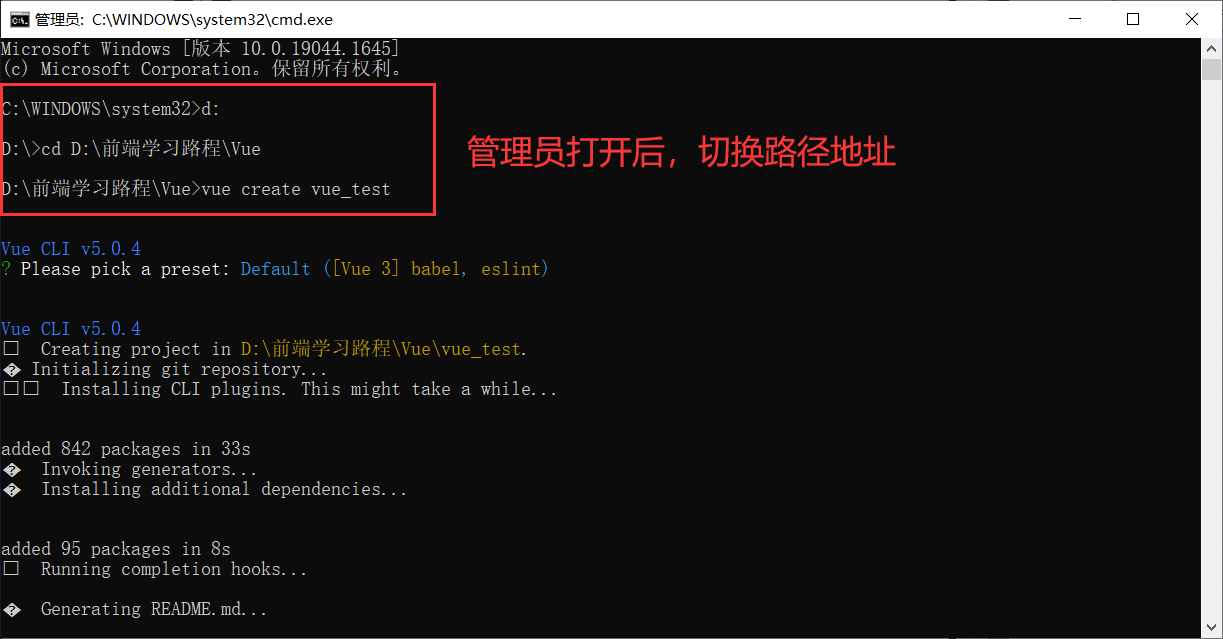 管理员: C:\WINDOWS\system32\cmd.exe
Microsoft Windows [版本 10.0.19044.1645]
(c) Microsoft Corporation。保留所有权利。
C:\WINDOWS\system32>d:
D:\>cd D:\前端学习路程\Vue
管理员打开后，切换路径地址
D:\前端学习路程\Vue>vue create vue_test
Vue CLI v5.0.4
? Please pick a preset: Default ([Vue 3] babel, eslint)
Vue CLI v5.0.4
□  Creating project in D:\前端学习路程\Vue\vue_test.
� Initializing git repository...
□□  Installing CLI plugins. This might take a while...
added 842 packages in 33s
�  Invoking generators...
�  Installing additional dependencies...
added 95 packages in 8s
□  Running completion hooks...
�  Generating README.md...